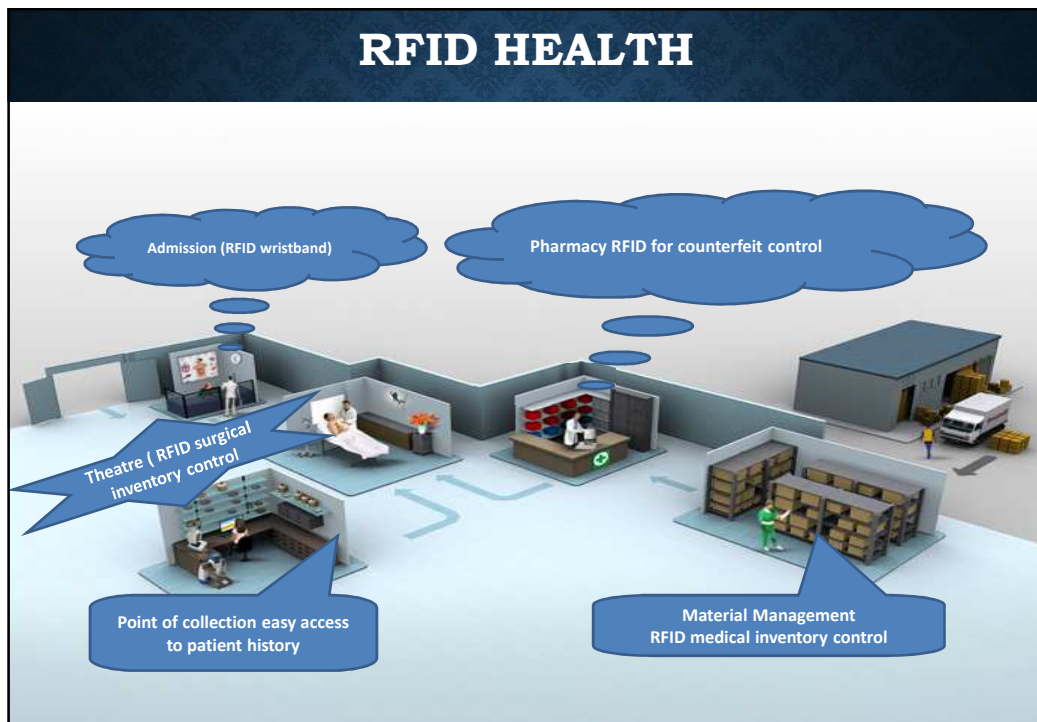 RFID HEALTH
Admission (RFID wristband)
Pharmacy RFID for counterfeit control
Theatre ( RFID surgical
inventory control
Point of collection easy access
to patient history
Material Management
RFID medical inventory control